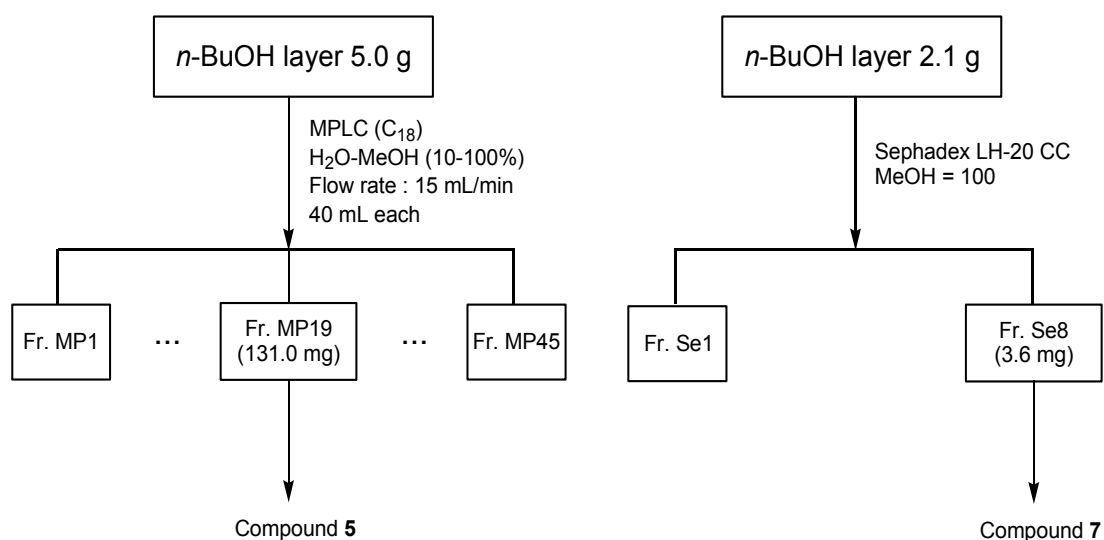 n-BuOH layer 5.0 g
MPLC (C18)
H2O-MeOH (10-100%)
Flow rate : 15 mL/min
40 mL each
Fr. MP1
...
Fr. MP19
(131.0 mg)
...
Fr. MP45
Compound 5
n-BuOH layer 2.1 g
Sephadex LH-20 CC
MeOH = 100
Fr. Se1
Fr. Se8
(3.6 mg)
Compound 7